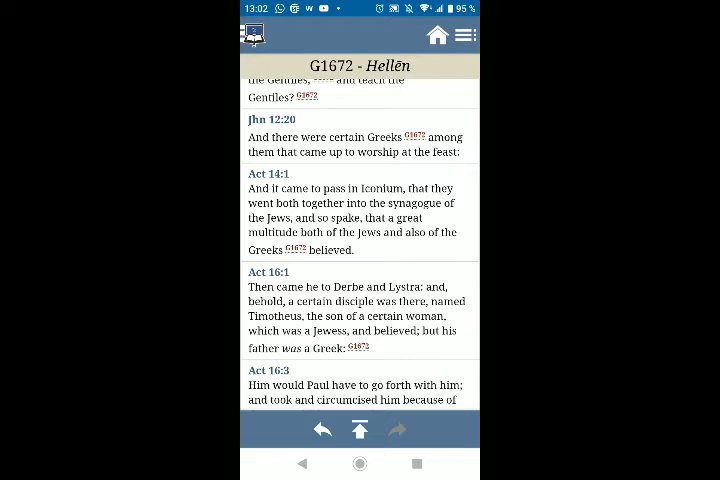 13:02
95 %
G1672 - Hellēn
the Gentiles, and teach the
Gentiles? G1672
Jhn 12:20
And there were certain Greeks G1672 among
them that came up to worship at the feast:
Act 14:1
And it came to pass in Iconium, that they
went both together into the synagogue of
the Jews, and so spake, that a great
multitude both of the Jews and also of the
Greeks G1672 believed.
Act 16:1
Then came he to Derbe and Lystra: and,
behold, a certain disciple was there, named
Timotheus, the son of a certain woman,
which was a Jewess, and believed; but his
father was a Greek: G1672
Act 16:3
Him would Paul have to go forth with him;
and took and circumcised him because of